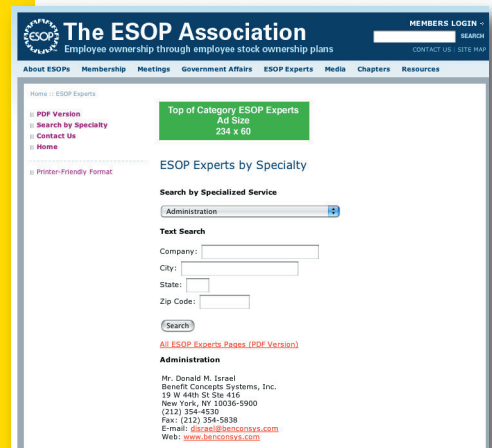 MEMBERS LOGIN
ESOP
The ESOP Association
Employee ownership through employee stock ownership plans
SEARCH
CONTACT US | SITE MAP
About ESOPs Membership Meetings Government Affairs ESOP Experts Media Chapters Resources
Home :: ESOP Experts
PDF Version
Search by Specialty
Contact Us
Home
Printer-Friendly Format
Top of Category ESOP Experts
Ad Size
234 x 60
ESOP Experts by Specialty
Search by Specialized Service
Administration
Text Search
Company:
City:
State:
Zip Code:
Search
All ESOP Experts Pages (PDF Version)
Administration
Mr. Donald M. Israel
Benefit Concepts Systems, Inc.
19 W 44th St Ste 416
New York, NY 10036-5900
(212) 354-4530
Fax: (212) 354-5838
E-mail: disrael@benconsys.com
Web: www.benconsys.com